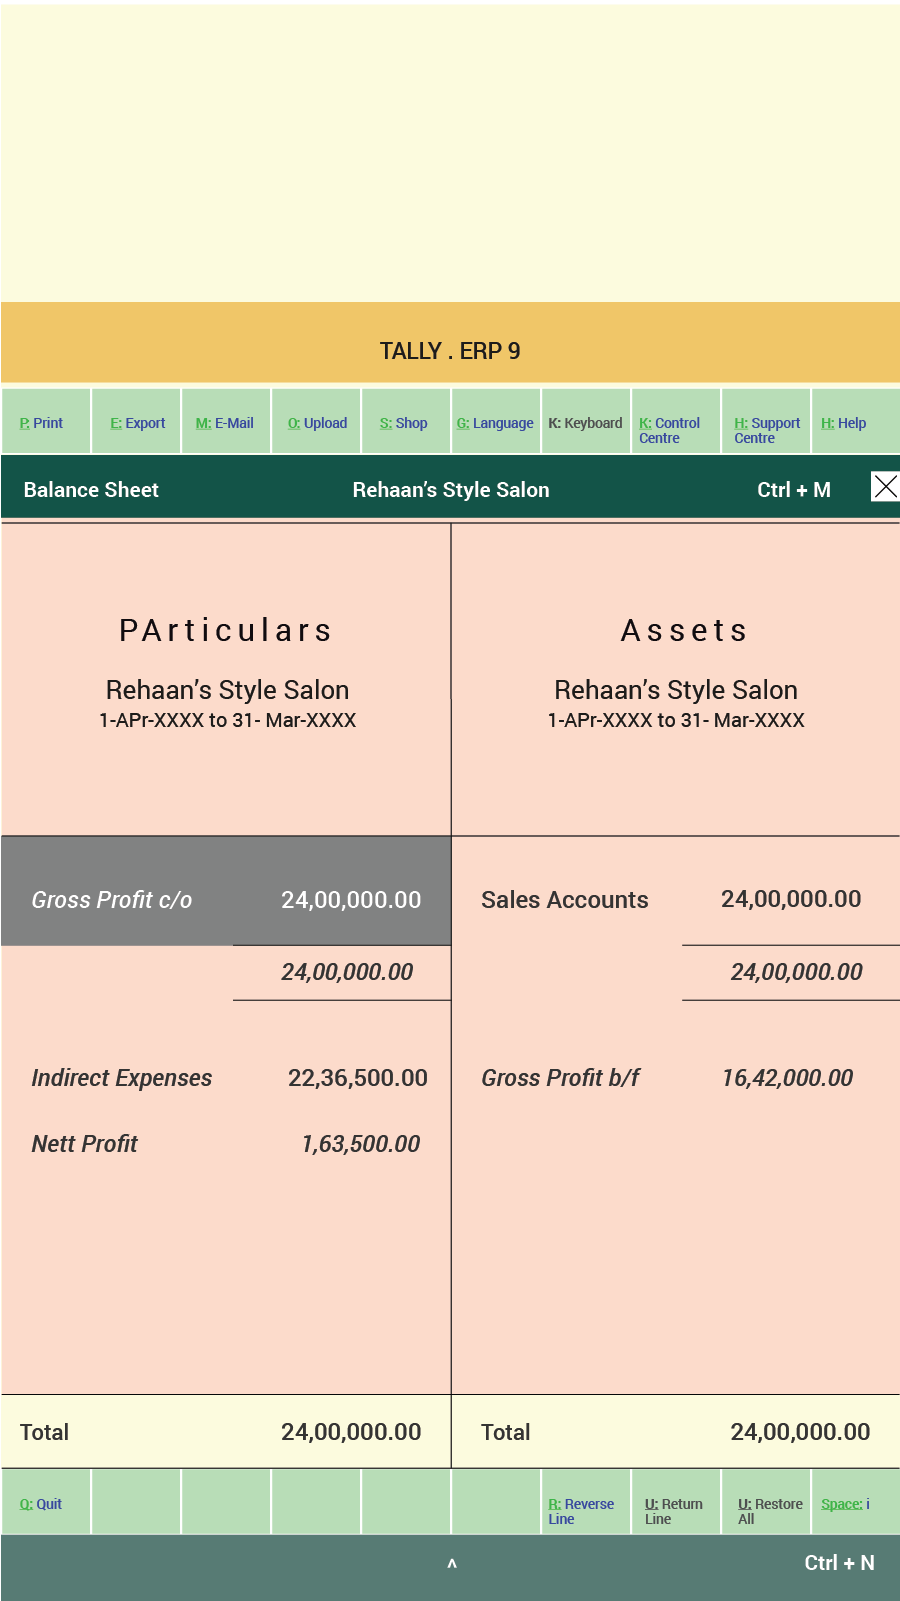 TALLY . ERP 9
P: Print
E: Export
M: E-Mail
O: Upload
S: Shop
G: Language
K: Keyboard
K: Control
Centre
H: Support
Centre
H: Help
Balance Sheet
Rehaan’s Style Salon
Ctrl + M
PArticulars
Rehaan’s Style Salon
1-APr-XXXX to 31- Mar-XXXX
Assets
Rehaan’s Style Salon
1-APr-XXXX to 31- Mar-XXXX
Gross Profit c/o 24,00,000.00
24,00,000.00
Indirect Expenses 22,36,500.00
Nett Profit 1,63,500.00
Sales Accounts 24,00,000.00
24,00,000.00
Gross Profit b/f 16,42,000.00
Total 24,00,000.00
Total 24,00,000.00
Q: Quit
R: Reverse
Line
U: Return
Line
U: Restore
All
Space: i
^
Ctrl + N